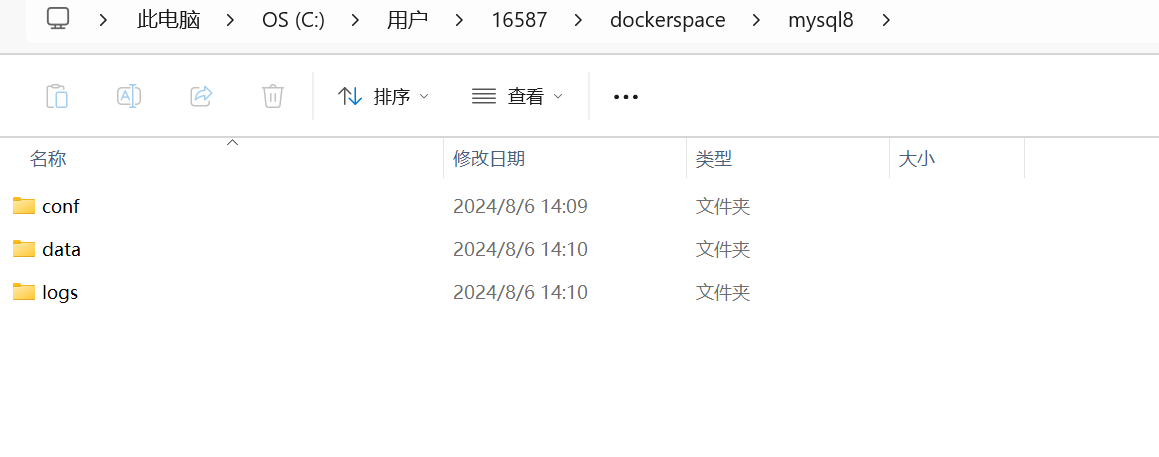 此电脑 OS (C:) 用户 16587 dockerspace mysql8
排序 查看
名称 修改日期 类型 大小
conf 2024/8/6 14:09 文件夹
data 2024/8/6 14:10 文件夹
logs 2024/8/6 14:10 文件夹